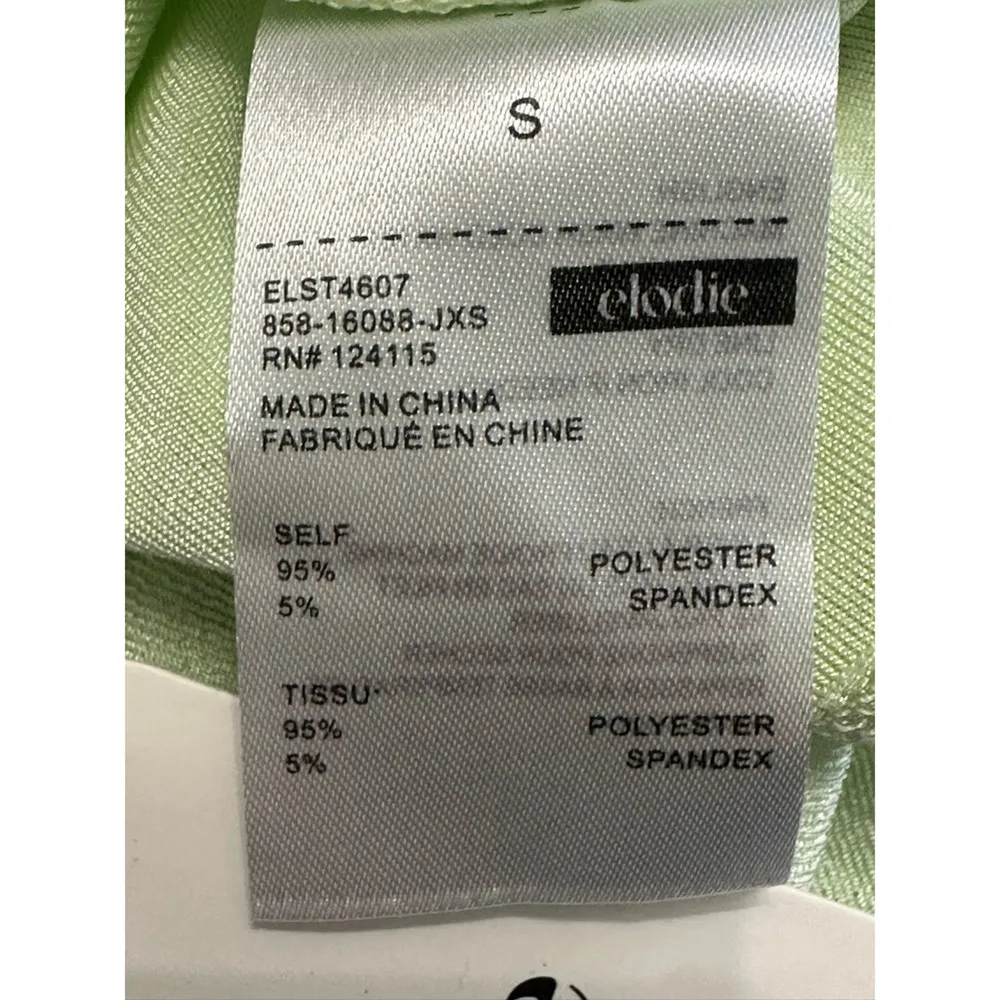 S
ELST4607
elodie
858-16088-JXS
RN# 124115
MADE IN CHINA
FABRIQUÉ EN CHINE
SELF
95% POLYESTER
5% SPANDEX
TISSU
95% POLYESTER
5% SPANDEX